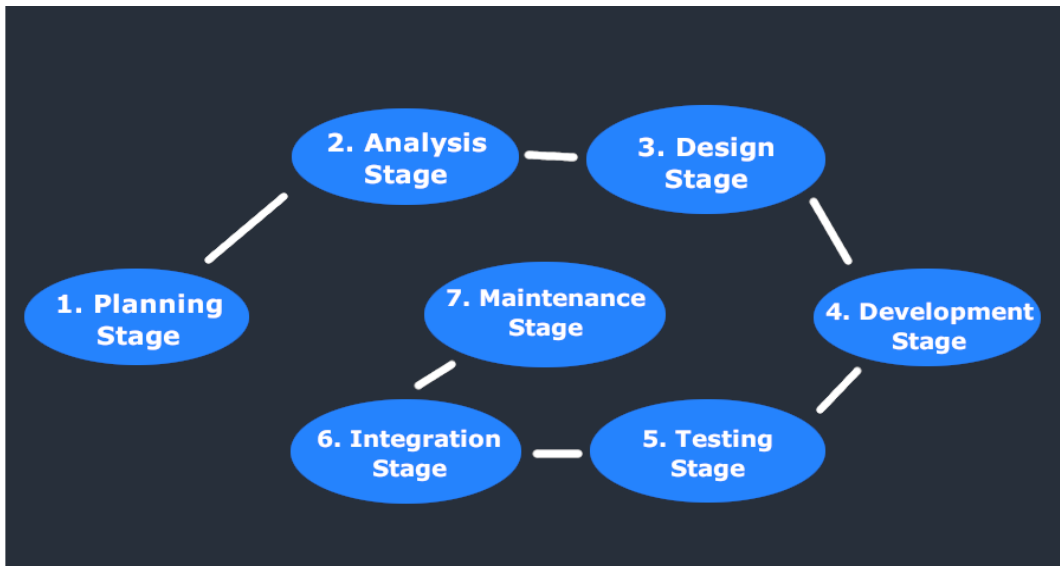 1. Planning
Stage
2. Analysis
Stage
3. Design
Stage
4. Development
Stage
5. Testing
Stage
6. Integration
Stage
7. Maintenance
Stage